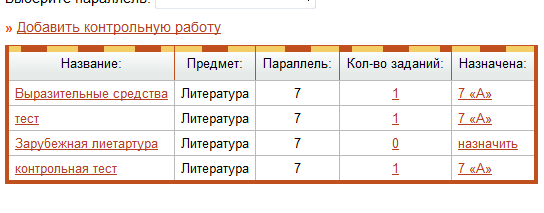 Выберите параллель:
» Добавить контрольную работу
Название: Предмет: Параллель: Кол-во заданий: Назначена:
Выразительные средства Литература 7 1 7 «А»
тест Литература 7 1 7 «А»
Зарубежная лиетартура Литература 7 0 назначить
контрольная тест Литература 7 1 7 «А»